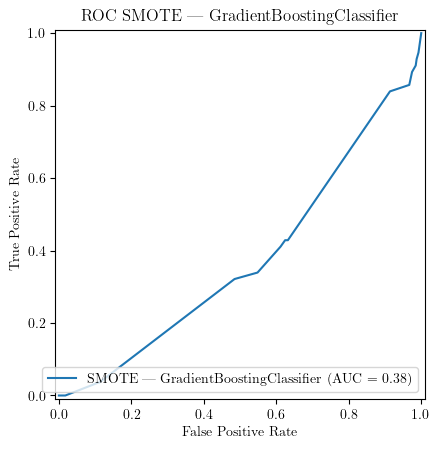 ROC SMOTE — GradientBoostingClassifier
1.0
0.8
0.6
0.4
0.2
0.0
True Positive Rate
SMOTE — GradientBoostingClassifier (AUC = 0.38)
0.0 0.2 0.4 0.6 0.8 1.0
False Positive Rate